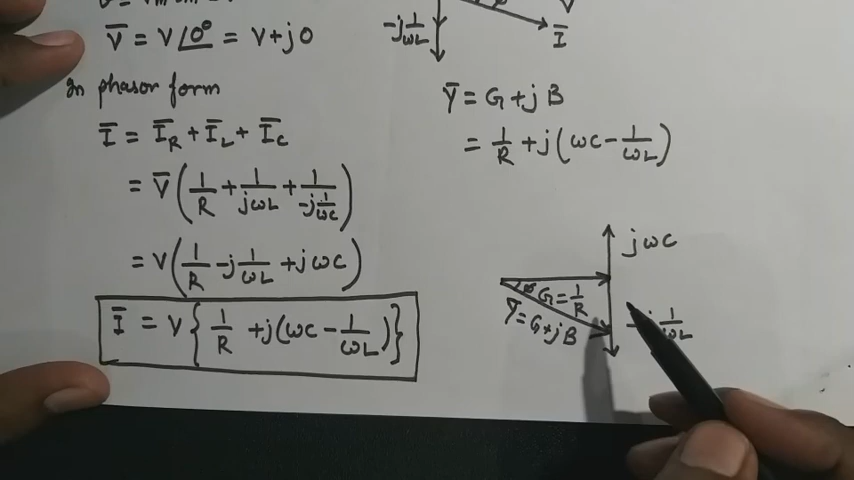 V̄ = V∠0° = V+j0
In phasor form
Ī = Ī_R + Ī_L + Ī_C
= V̄ (1/R + 1/jωL + 1/-j 1/ωC)
= V (1/R - j 1/ωL + jωC)
Ī = V { 1/R + j(ωC - 1/ωL) }
-j 1/ωL
V
Ī
Ȳ = G + jB
= 1/R + j(ωC - 1/ωL)
jωC
φ G = 1/R
Ȳ = G+jB
-j 1/ωL